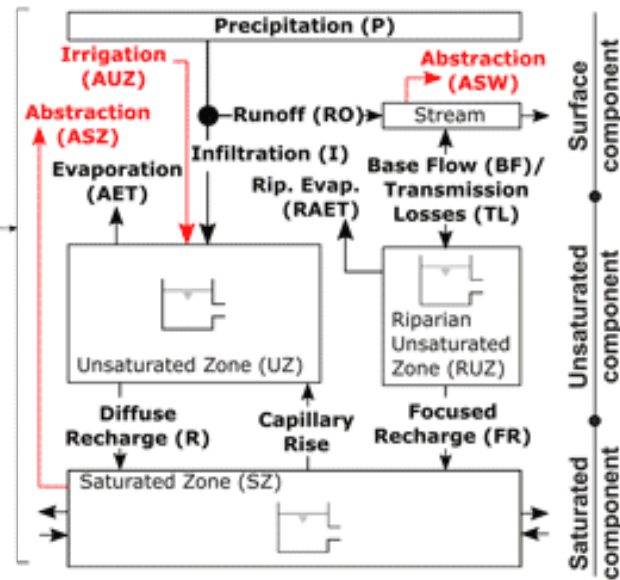 Precipitation (P)
Irrigation
(AUZ)
Abstraction
(ASW)
Abstraction
(ASZ)
Runoff (RO)
Stream
Infiltration (I)
Evaporation
(AET)
Rip. Evap.
(RAET)
Base Flow (BF)/
Transmission
Losses (TL)
Unsaturated Zone (UZ)
Riparian
Unsaturated
Zone (RUZ)
Diffuse
Recharge (R)
Capillary
Rise
Focused
Recharge (FR)
Saturated Zone (SZ)
Surface
component
Unsaturated
component
Saturated
component